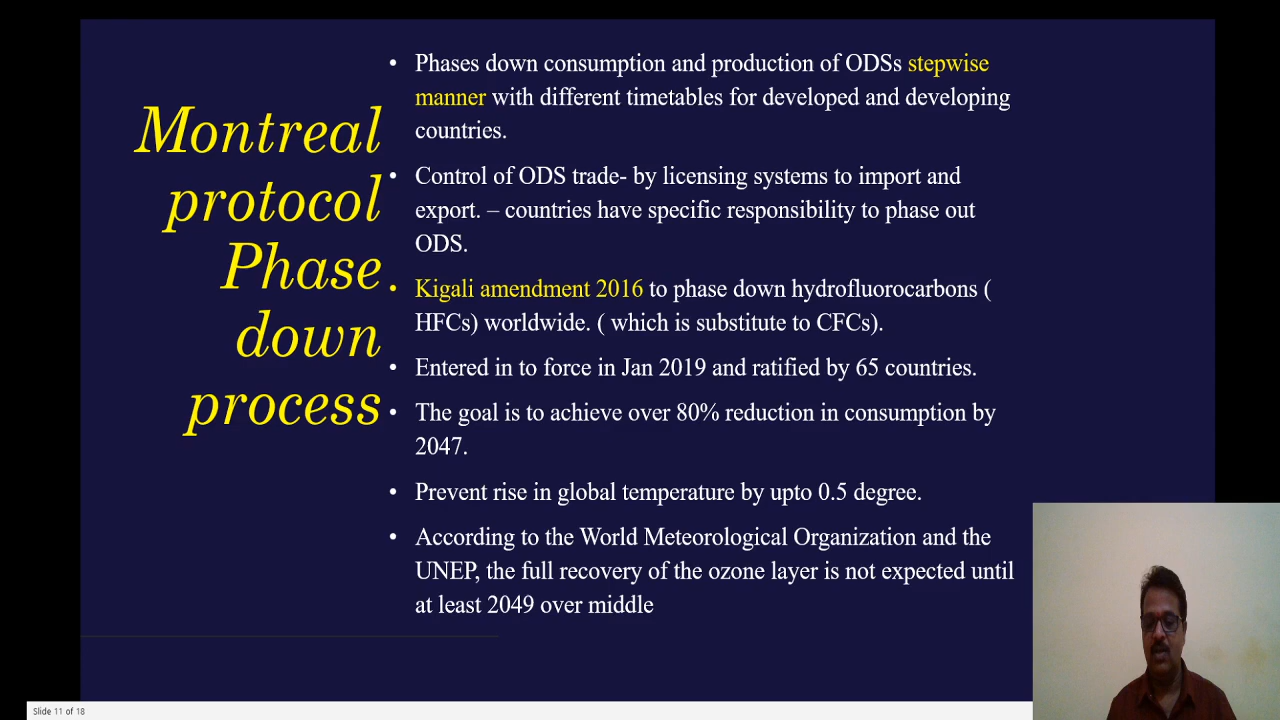 Montreal
protocol
Phase
down
process
• Phases down consumption and production of ODSs stepwise
manner with different timetables for developed and developing
countries.
• Control of ODS trade- by licensing systems to import and
export. – countries have specific responsibility to phase out
ODS.
• Kigali amendment 2016 to phase down hydrofluorocarbons (
HFCs) worldwide. ( which is substitute to CFCs).
• Entered in to force in Jan 2019 and ratified by 65 countries.
• The goal is to achieve over 80% reduction in consumption by
2047.
• Prevent rise in global temperature by upto 0.5 degree.
• According to the World Meteorological Organization and the
UNEP, the full recovery of the ozone layer is not expected until
at least 2049 over middle
Slide 11 of 18